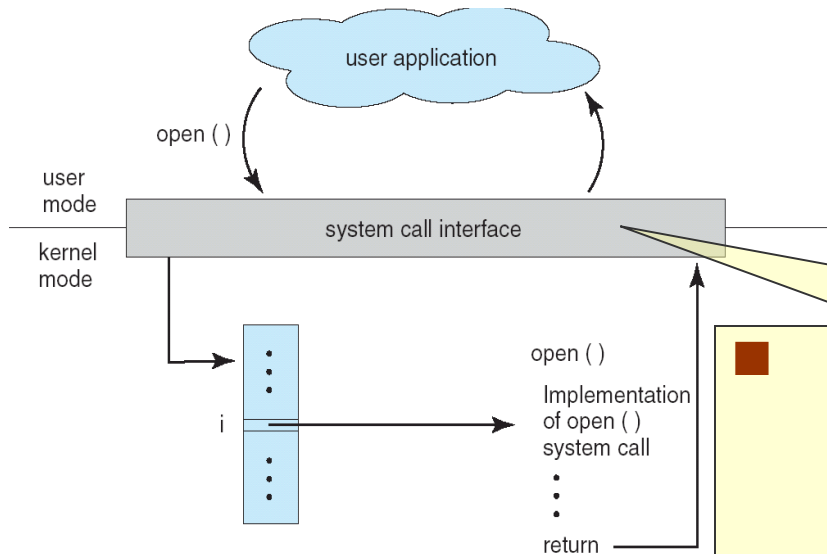 user application
open ( )
user
mode
system call interface
kernel
mode
open ( )
i
Implementation
of open ( )
system call
return